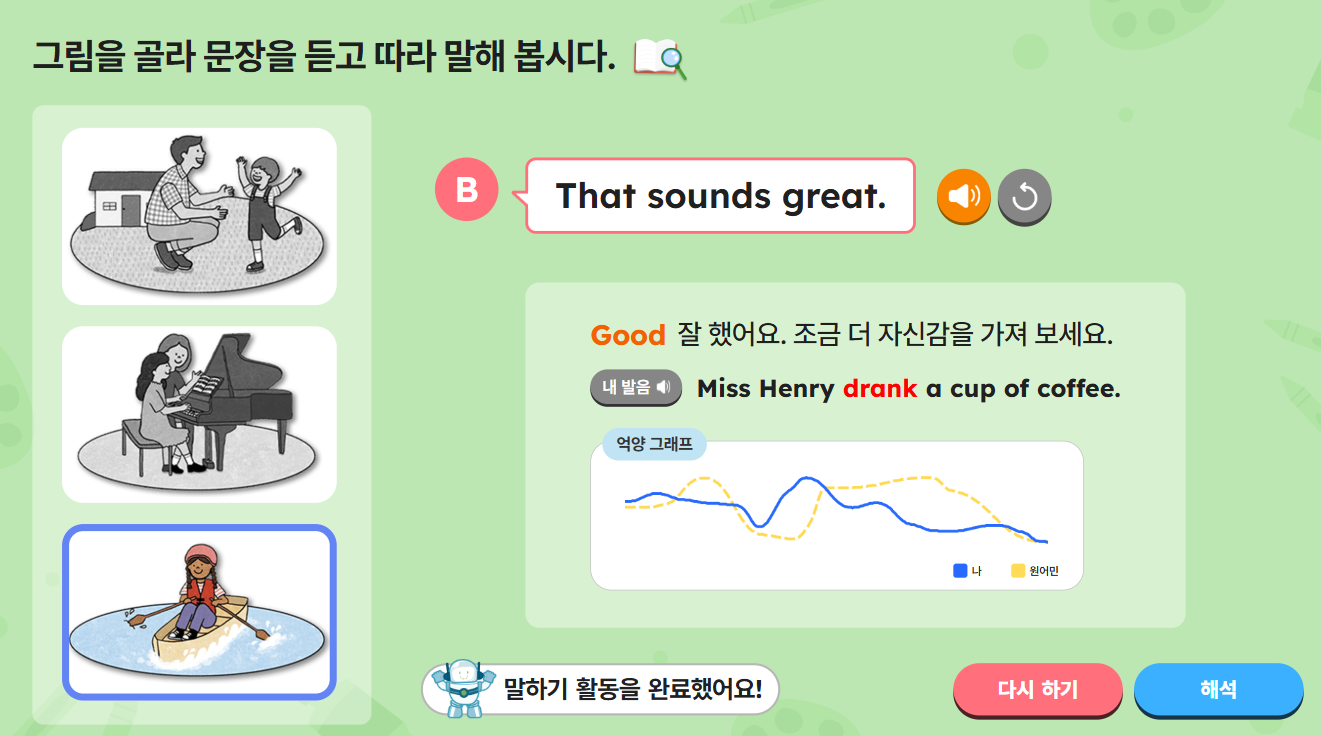 그림을 골라 문장을 듣고 따라 말해 봅시다.
B
That sounds great.
Good 잘 했어요. 조금 더 자신감을 가져 보세요.
내 발음 Miss Henry drank a cup of coffee.
억양 그래프
나 원어민
말하기 활동을 완료했어요!
다시 하기
해석